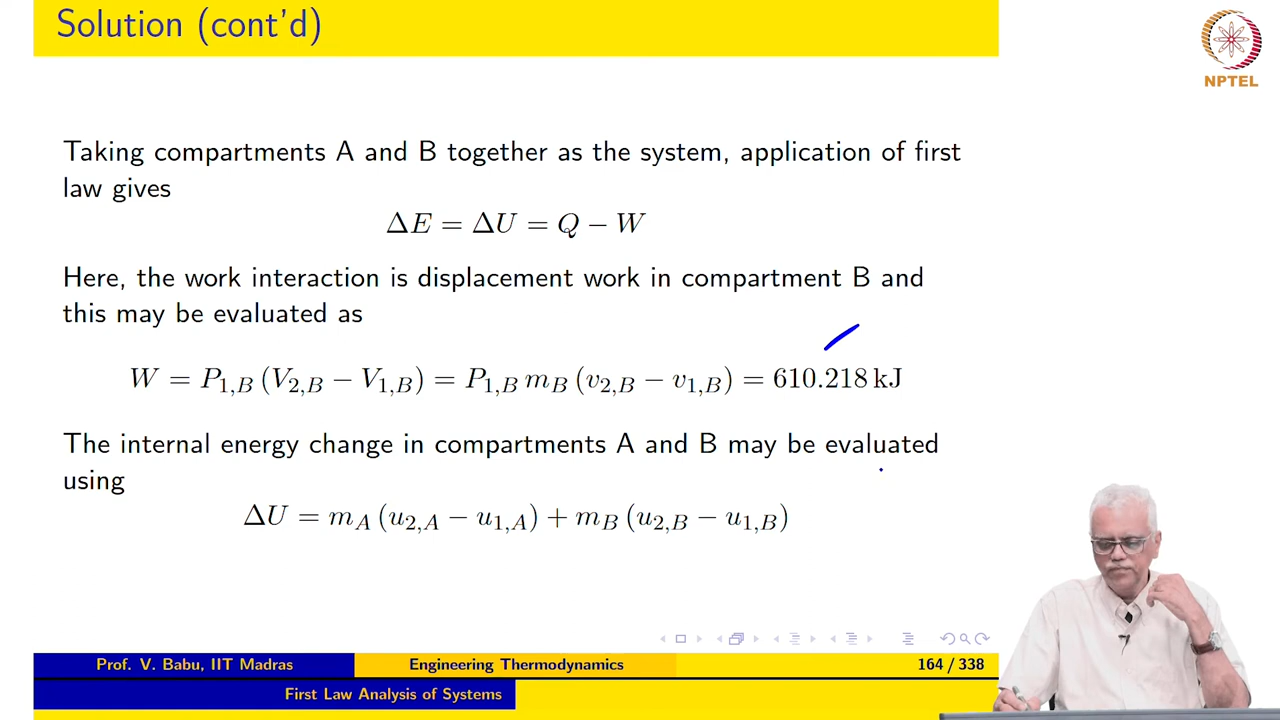 Solution (cont'd)
NPTEL
Taking compartments A and B together as the system, application of first
law gives
ΔE = ΔU = Q − W
Here, the work interaction is displacement work in compartment B and
this may be evaluated as
W = P₁,B (V₂,B − V₁,B) = P₁,B m_B (v₂,B − v₁,B) = 610.218 kJ
The internal energy change in compartments A and B may be evaluated
using
ΔU = m_A (u₂,A − u₁,A) + m_B (u₂,B − u₁,B)
Prof. V. Babu, IIT Madras Engineering Thermodynamics 164 / 338
First Law Analysis of Systems